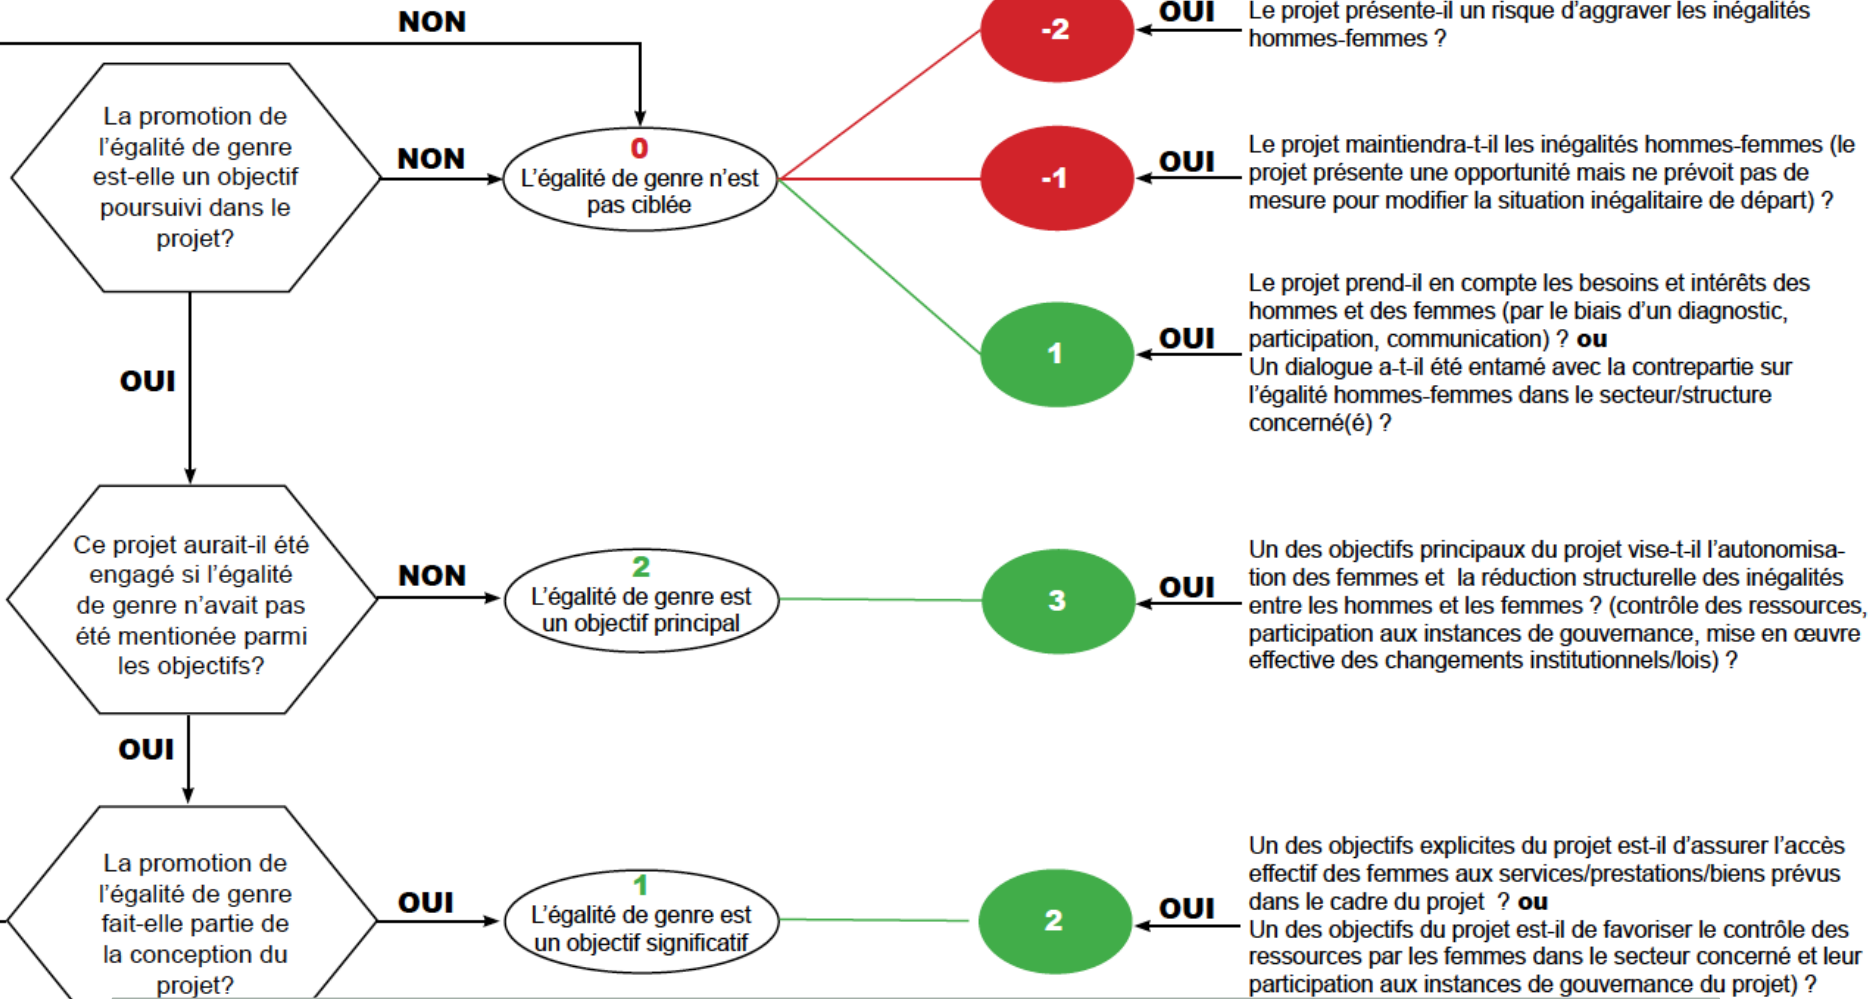 NON
La promotion de
l'égalité de genre
est-elle un objectif
poursuivi dans le
projet?
NON
0
L'égalité de genre n'est
pas ciblée
-2
OUI
Le projet présente-il un risque d'aggraver les inégalités
hommes-femmes ?
-1
OUI
Le projet maintiendra-t-il les inégalités hommes-femmes (le
projet présente une opportunité mais ne prévoit pas de
mesure pour modifier la situation inégalitaire de départ) ?
1
OUI
Le projet prend-il en compte les besoins et intérêts des
hommes et des femmes (par le biais d'un diagnostic,
participation, communication) ? ou
Un dialogue a-t-il été entamé avec la contrepartie sur
l'égalité hommes-femmes dans le secteur/structure
concerné(é) ?
OUI
Ce projet aurait-il été
engagé si l'égalité
de genre n'avait pas
été mentionée parmi
les objectifs?
NON
2
L'égalité de genre est
un objectif principal
3
OUI
Un des objectifs principaux du projet vise-t-il l'autonomisa-
tion des femmes et  la réduction structurelle des inégalités
entre les hommes et les femmes ? (contrôle des ressources,
participation aux instances de gouvernance, mise en œuvre
effective des changements institutionnels/lois) ?
OUI
La promotion de
l'égalité de genre
fait-elle partie de
la conception du
projet?
OUI
1
L'égalité de genre est
un objectif significatif
2
OUI
Un des objectifs explicites du projet est-il d'assurer l'accès
effectif des femmes aux services/prestations/biens prévus
dans le cadre du projet  ? ou
Un des objectifs du projet est-il de favoriser le contrôle des
ressources par les femmes dans le secteur concerné et leur
participation aux instances de gouvernance du projet) ?